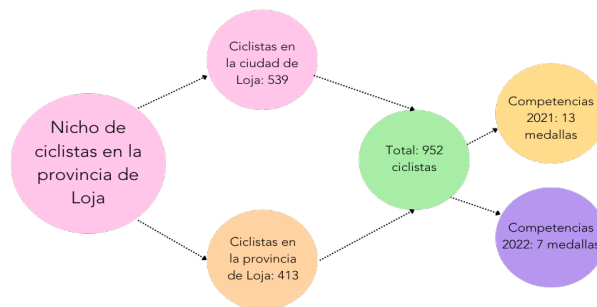 Nicho de
ciclistas en la
provincia de
Loja
Ciclistas en
la ciudad de
Loja: 539
Ciclistas en
la provincia
de Loja: 413
Total: 952
ciclistas
Competencias
2021: 13
medallas
Competencias
2022: 7 medallas